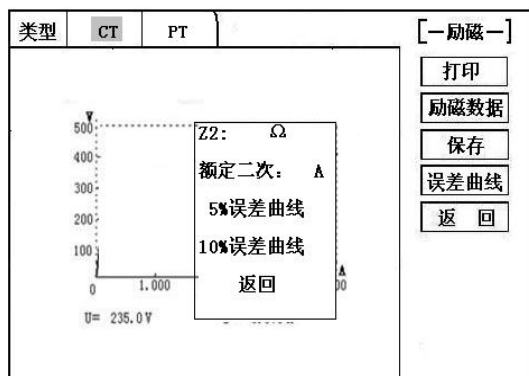 类型 CT PT
[—励磁—]
打印
励磁数据
保存
误差曲线
返 回
V
500
400
300
200
100
0
1.000
A
00
U= 235.0V
Z2: Ω
额定二次: A
5%误差曲线
10%误差曲线
返回